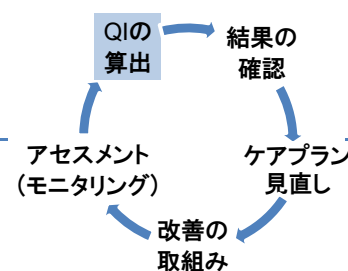 QIの
算出
結果の
確認
ケアプラン
見直し
改善の
取組み
アセスメント
（モニタリング）